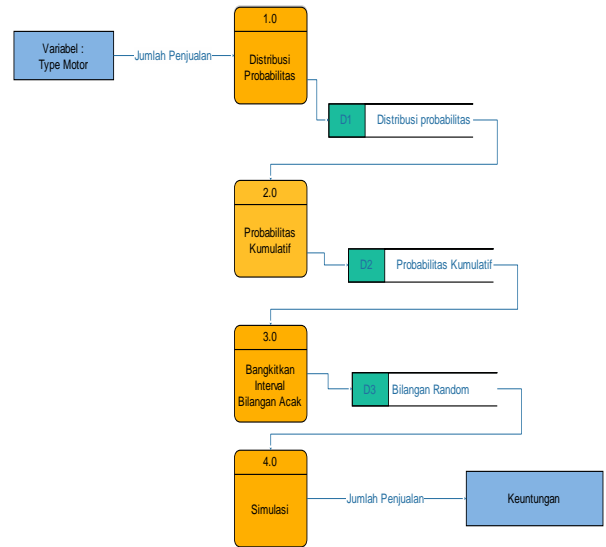 Variabel :
Type Motor
Jumlah Penjualan
1.0
Distribusi
Probabilitas
D1 Distribusi probabilitas
2.0
Probabilitas
Kumulatif
D2 Probabilitas Kumulatif
3.0
Bangkitkan
Interval
Bilangan Acak
D3 Bilangan Random
4.0
Simulasi
Jumlah Penjualan
Keuntungan